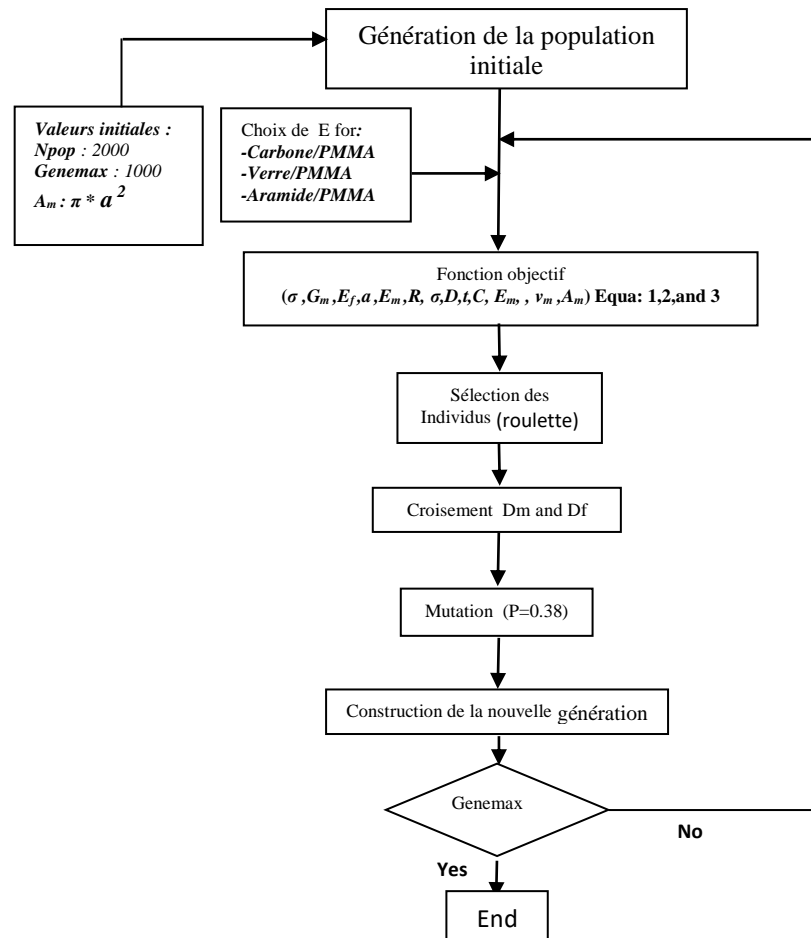 Génération de la population
initiale
Valeurs initiales :
Npop : 2000
Genemax : 1000
Aₘ : π * a ²
Choix de E for:
-Carbone/PMMA
-Verre/PMMA
-Aramide/PMMA
Fonction objectif
(σ ,Gₘ ,E_f ,a ,Eₘ ,R, σ,D,t,C, Eₘ, , νₘ ,Aₘ) Equa: 1,2,and 3
Sélection des
Individus (roulette)
Croisement Dm and Df
Mutation (P=0.38)
Construction de la nouvelle génération
Genemax
No
Yes
End